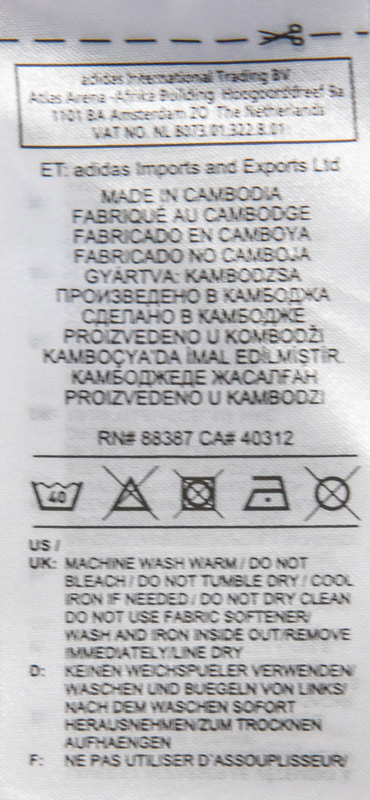 adidas International Trading BV
Atlas Arena -Afrika Building Hoogoorddreef 9a
1101 BA Amsterdam ZO The Netherlands
VAT NO. NL 8073.01.322.B.01
ET: adidas Imports and Exports Ltd
MADE IN CAMBODIA
FABRIQUÉ AU CAMBODGE
FABRICADO EN CAMBOYA
FABRICADO NO CAMBOJA
GYÁRTVA: KAMBODZSA
ПРОИЗВЕДЕНО В КАМБОДЖА
СДЕЛАНО В КАМБОДЖЕ
PROIZVEDENO U KOMBODŽI
KAMBOÇYA'DA İMAL EDİLMİSTİR.
КАМБОДЖЕДЕ ЖАСАЛҒАН
PROIZVEDENO U KAMBODZI
RN# 88387 CA# 40312
40
US /
UK: MACHINE WASH WARM / DO NOT
BLEACH / DO NOT TUMBLE DRY / COOL
IRON IF NEEDED / DO NOT DRY CLEAN
DO NOT USE FABRIC SOFTENER/
WASH AND IRON INSIDE OUT/REMOVE
IMMEDIATELY/LINE DRY
D: KEINEN WEICHSPUELER VERWENDEN/
WASCHEN UND BUEGELN VON LINKS/
NACH DEM WASCHEN SOFORT
HERAUSNEHMEN/ZUM TROCKNEN
AUFHAENGEN
F: NE PAS UTILISER D'ASSOUPLISSEUR/